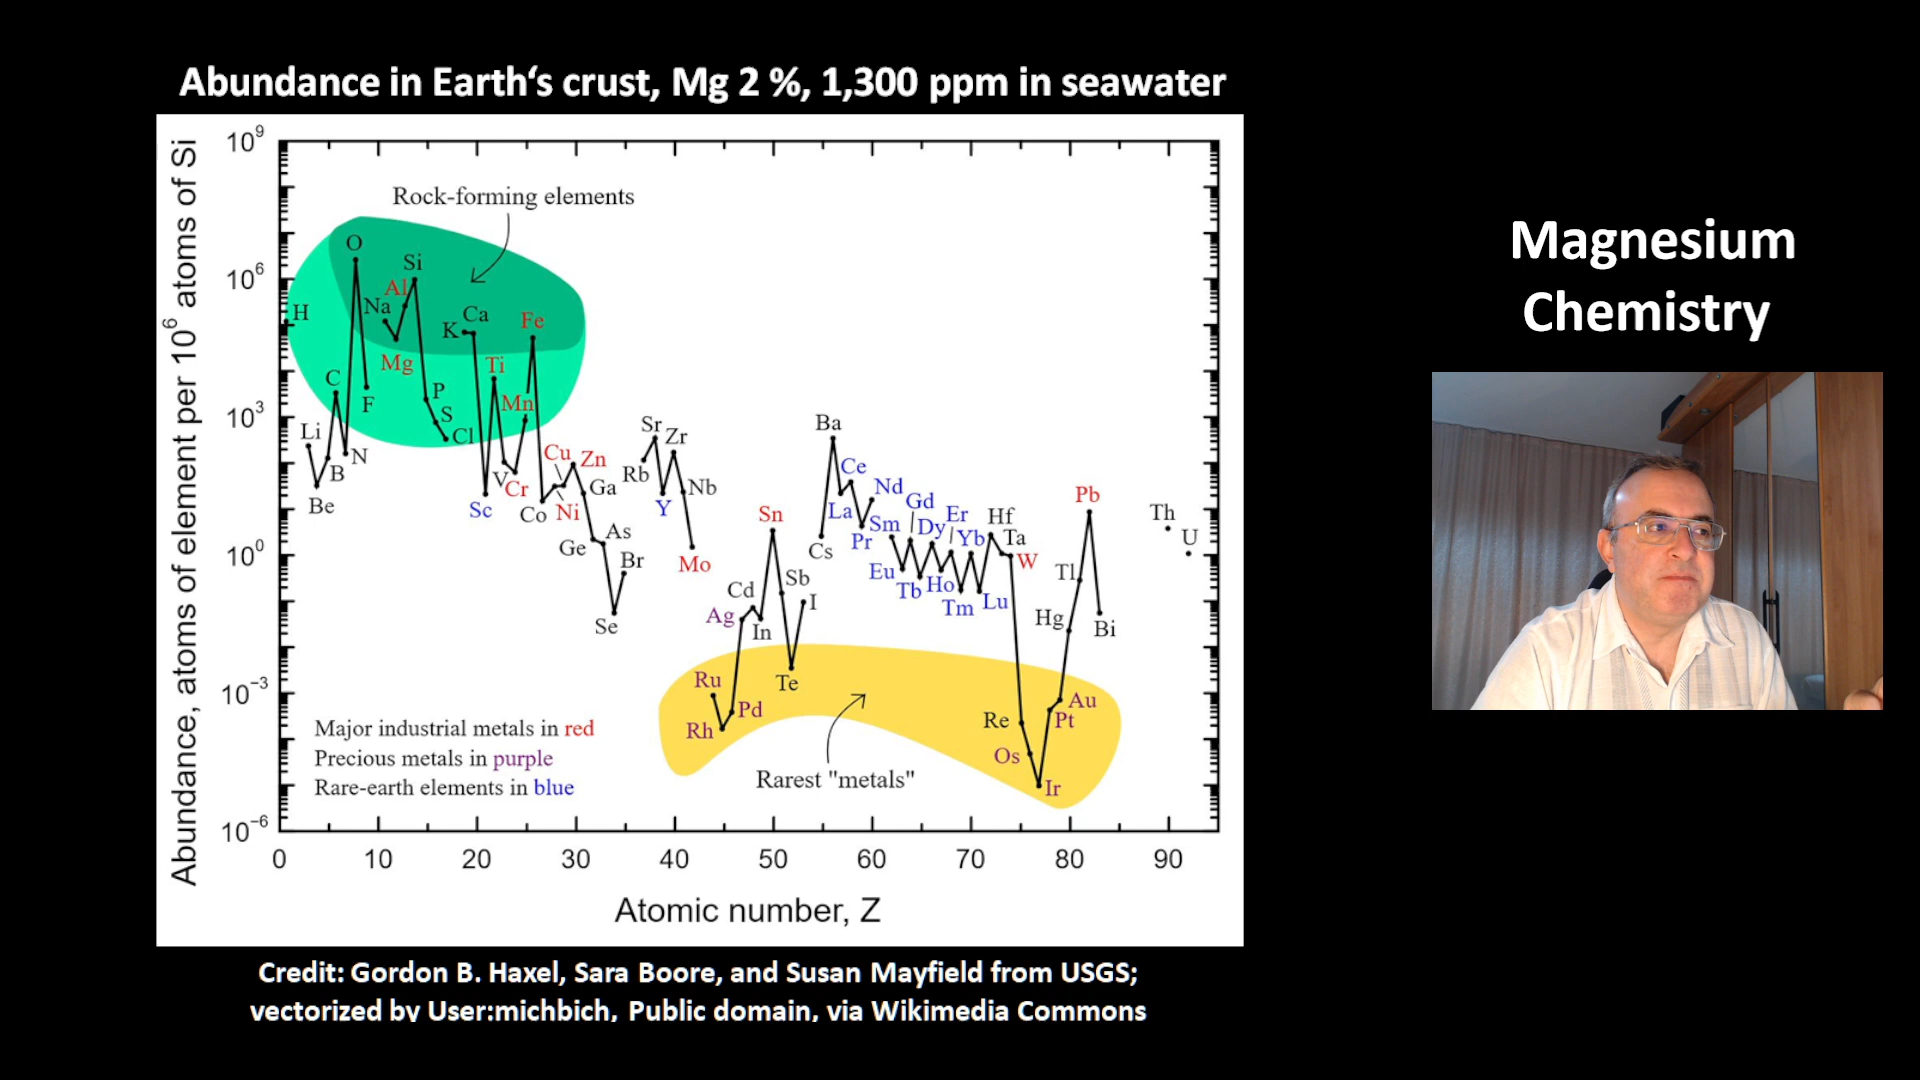 Abundance in Earth‘s crust, Mg 2 %, 1,300 ppm in seawater
Abundance, atoms of element per 10⁶ atoms of Si
10⁹
10⁶
10³
10⁰
10⁻³
10⁻⁶
Rock-forming elements
H
Li
Be
B
C
N
O
F
Na
Mg
Al
Si
P
S
Cl
K
Ca
Sc
Ti
V
Cr
Mn
Fe
Co
Ni
Cu
Zn
Ga
Ge
As
Se
Br
Rb
Sr
Y
Zr
Nb
Mo
Ru
Rh
Pd
Ag
Cd
In
Sn
Sb
Te
I
Cs
Ba
La
Ce
Pr
Nd
Sm
Eu
Gd
Tb
Dy
Ho
Er
Tm
Yb
Lu
Hf
Ta
W
Re
Os
Ir
Pt
Au
Hg
Tl
Pb
Bi
Th
U
Major industrial metals in red
Precious metals in purple
Rare-earth elements in blue
Rarest "metals"
0 10 20 30 40 50 60 70 80 90
Atomic number, Z
Credit: Gordon B. Haxel, Sara Boore, and Susan Mayfield from USGS;
vectorized by User:michbich, Public domain, via Wikimedia Commons
Magnesium
Chemistry